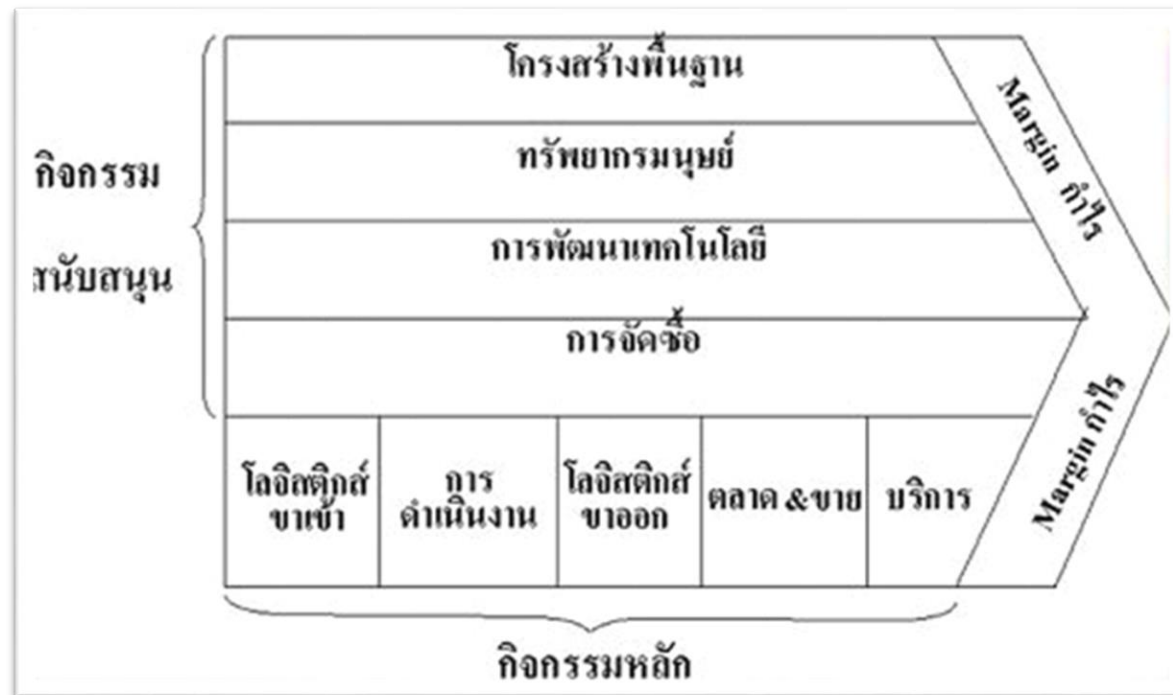 โครงสร้างพื้นฐาน
ทรัพยากรมนุษย์
การพัฒนาเทคโนโลยี
การจัดซื้อ
กิจกรรม
สนับสนุน
Margin กำไร
Margin กำไร
โลจิสติกส์
ขาเข้า
การ
ดำเนินงาน
โลจิสติกส์
ขาออก
ตลาด &ขาย
บริการ
กิจกรรมหลัก